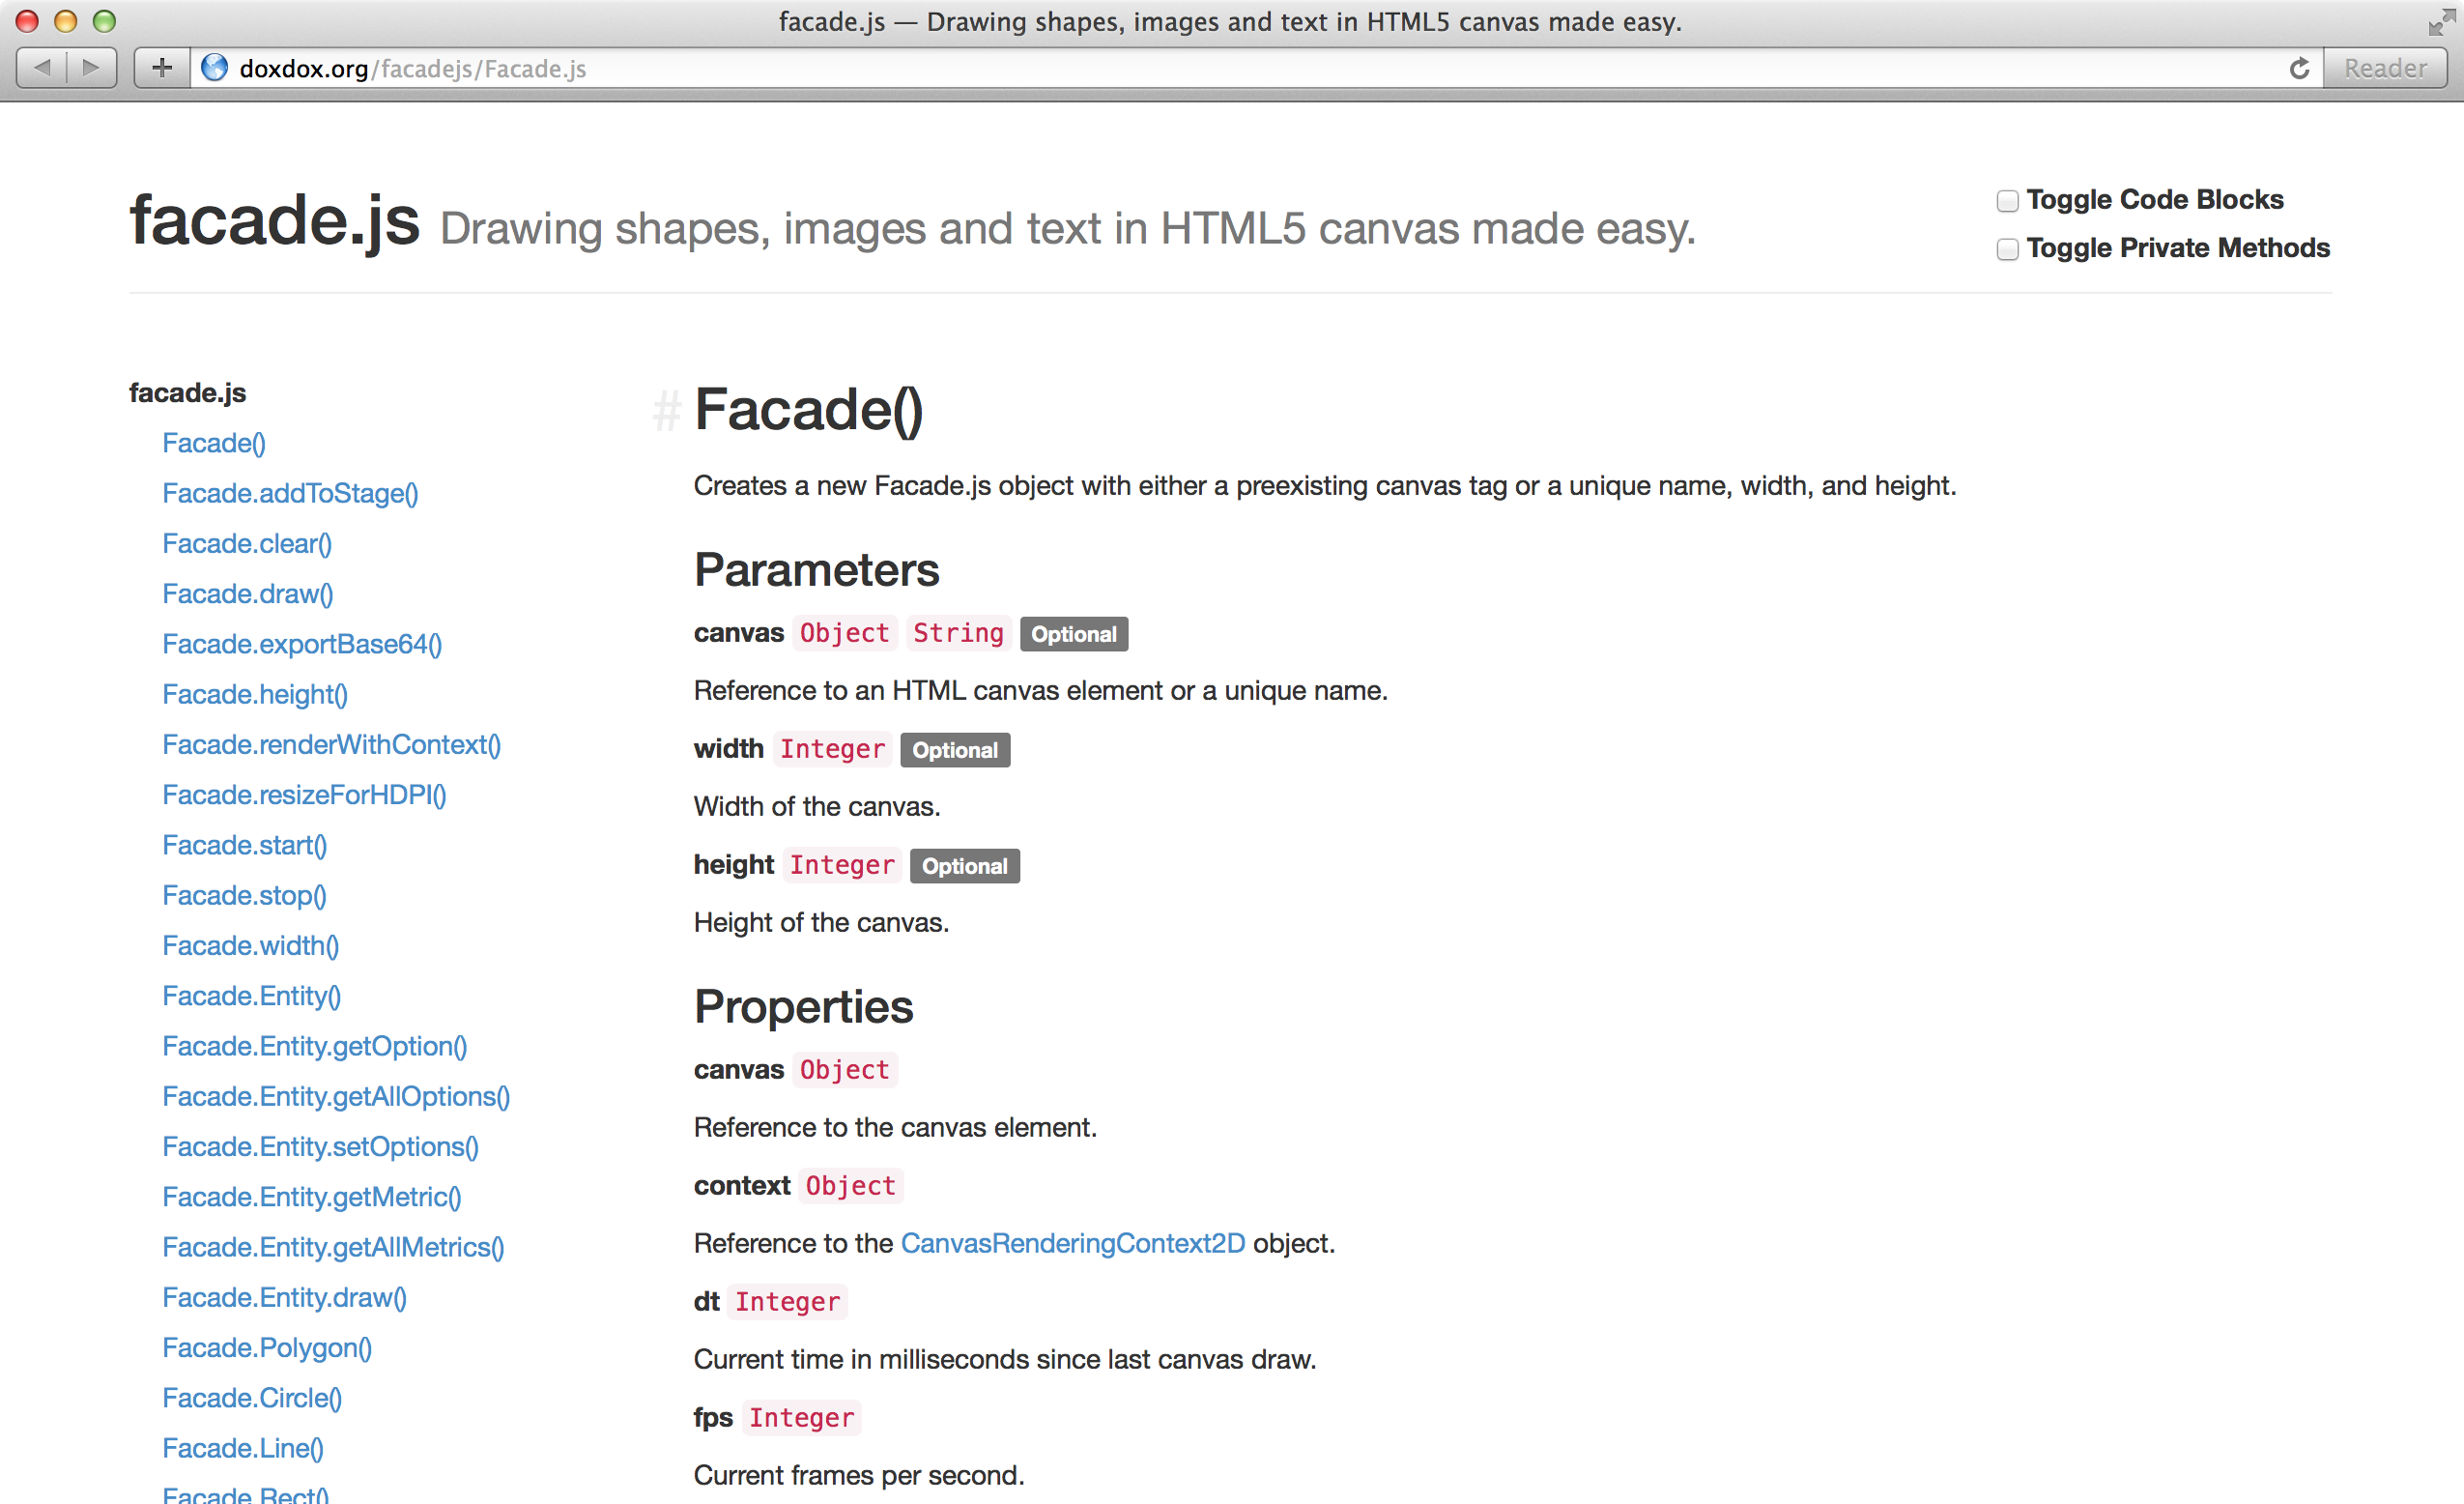 facade.js — Drawing shapes, images and text in HTML5 canvas made easy.
doxdox.org/facadejs/Facade.js
Reader
facade.js Drawing shapes, images and text in HTML5 canvas made easy.
Toggle Code Blocks
Toggle Private Methods
facade.js
Facade()
Facade.addToStage()
Facade.clear()
Facade.draw()
Facade.exportBase64()
Facade.height()
Facade.renderWithContext()
Facade.resizeForHDPI()
Facade.start()
Facade.stop()
Facade.width()
Facade.Entity()
Facade.Entity.getOption()
Facade.Entity.getAllOptions()
Facade.Entity.setOptions()
Facade.Entity.getMetric()
Facade.Entity.getAllMetrics()
Facade.Entity.draw()
Facade.Polygon()
Facade.Circle()
Facade.Line()
Facade.Rect()
# Facade()
Creates a new Facade.js object with either a preexisting canvas tag or a unique name, width, and height.
Parameters
canvas Object String Optional
Reference to an HTML canvas element or a unique name.
width Integer Optional
Width of the canvas.
height Integer Optional
Height of the canvas.
Properties
canvas Object
Reference to the canvas element.
context Object
Reference to the CanvasRenderingContext2D object.
dt Integer
Current time in milliseconds since last canvas draw.
fps Integer
Current frames per second.